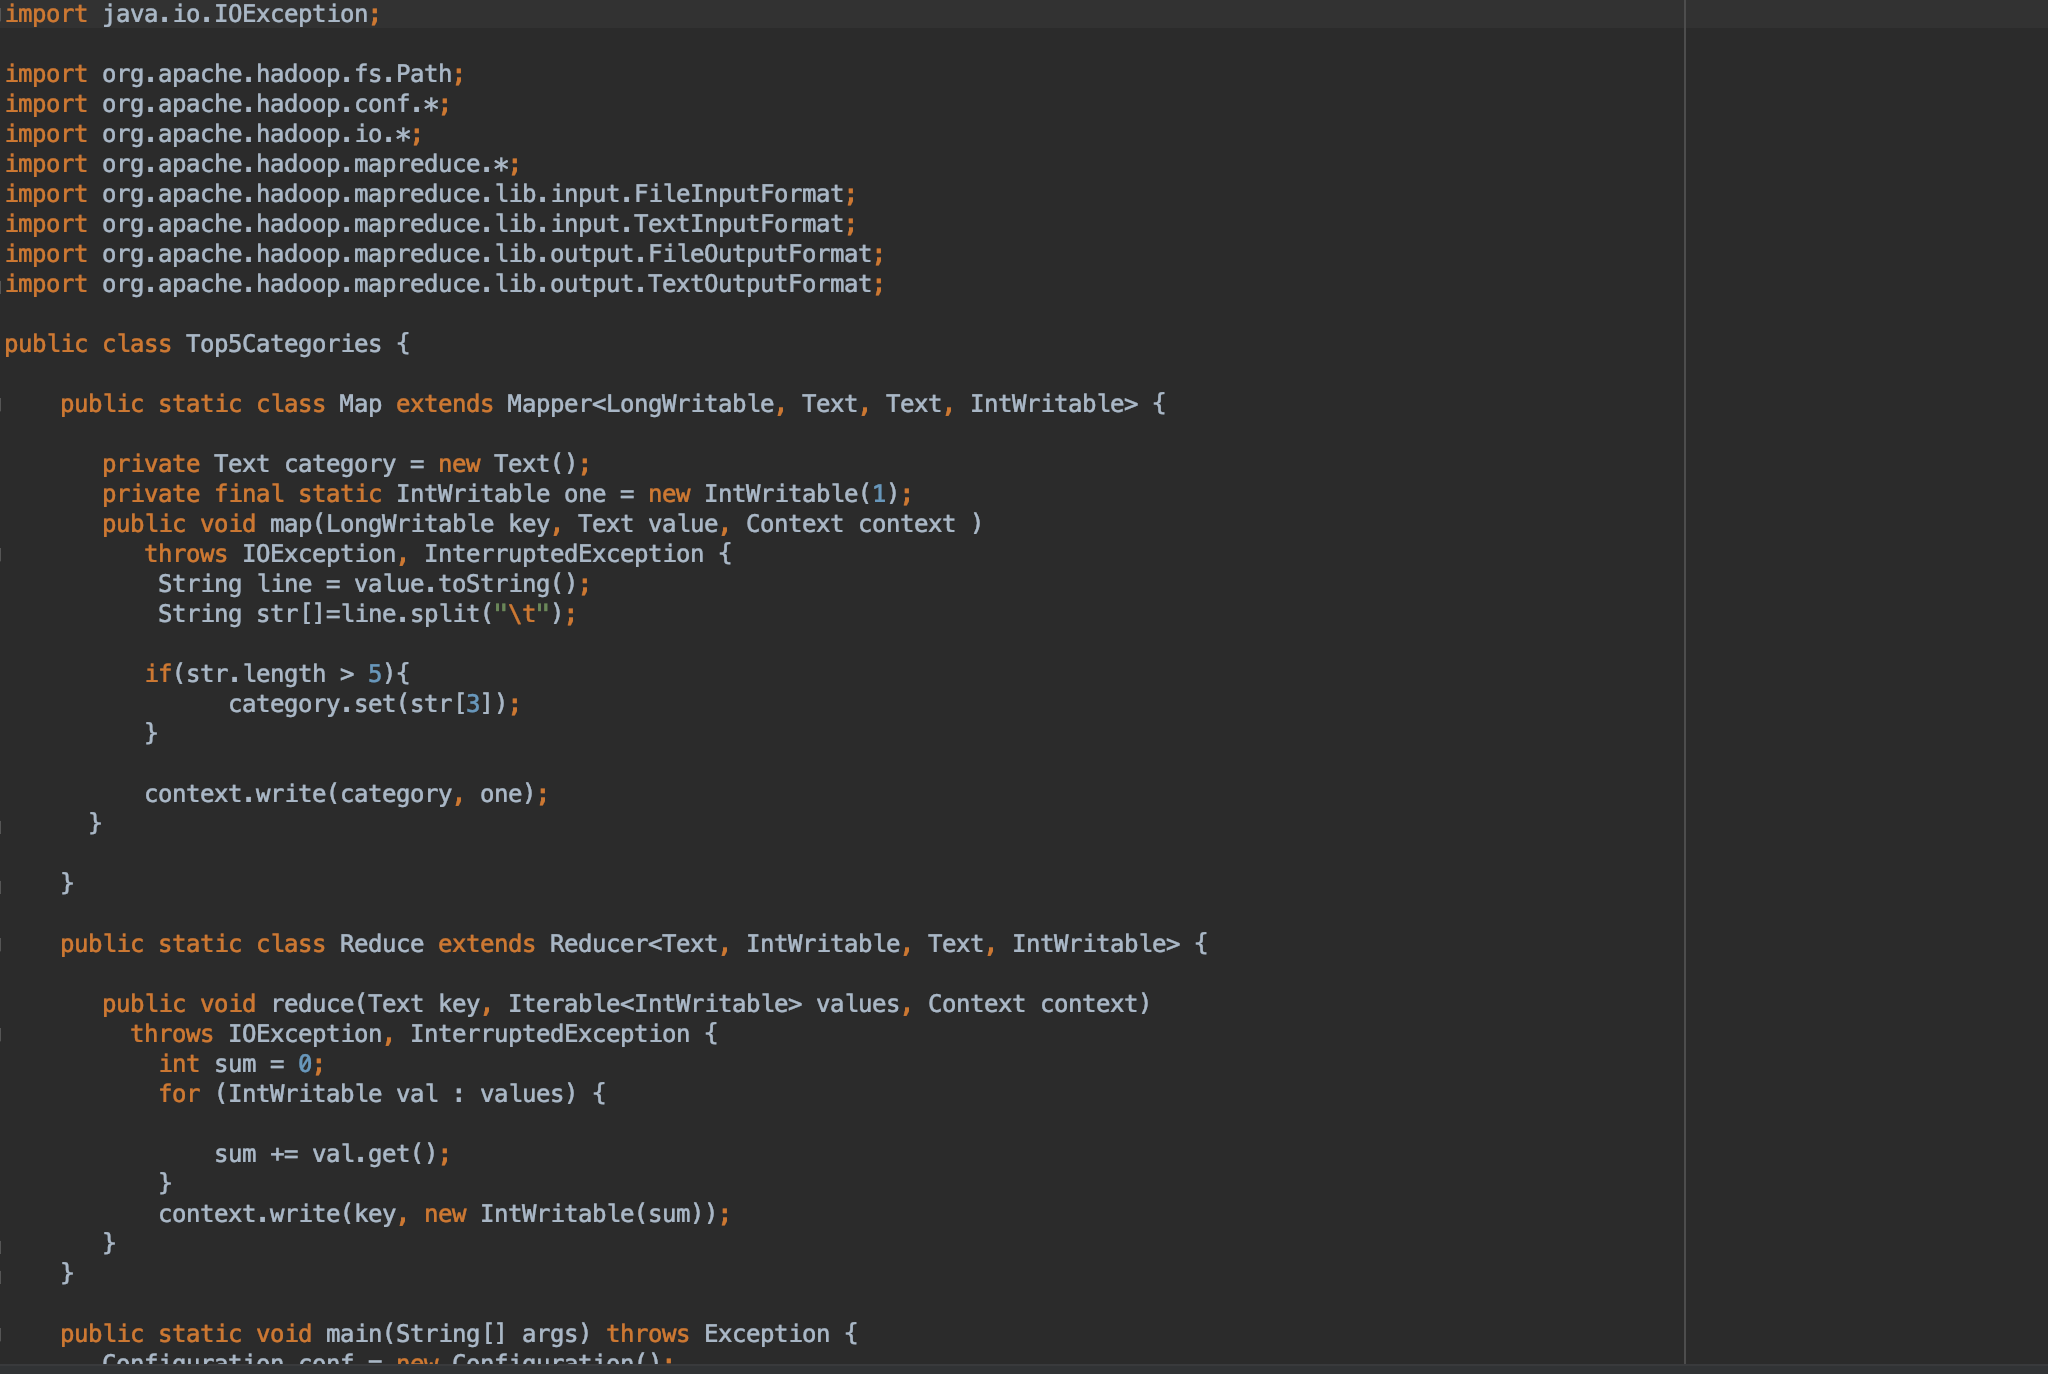 import java.io.IOException;
import org.apache.hadoop.fs.Path;
import org.apache.hadoop.conf.*;
import org.apache.hadoop.io.*;
import org.apache.hadoop.mapreduce.*;
import org.apache.hadoop.mapreduce.lib.input.FileInputFormat;
import org.apache.hadoop.mapreduce.lib.input.TextInputFormat;
import org.apache.hadoop.mapreduce.lib.output.FileOutputFormat;
import org.apache.hadoop.mapreduce.lib.output.TextOutputFormat;
public class Top5Categories {
public static class Map extends Mapper<LongWritable, Text, Text, IntWritable> {
private Text category = new Text();
private final static IntWritable one = new IntWritable(1);
public void map(LongWritable key, Text value, Context context )
throws IOException, InterruptedException {
String line = value.toString();
String str[]=line.split("\t");
if(str.length > 5){
category.set(str[3]);
}
context.write(category, one);
}
}
public static class Reduce extends Reducer<Text, IntWritable, Text, IntWritable> {
public void reduce(Text key, Iterable<IntWritable> values, Context context)
throws IOException, InterruptedException {
int sum = 0;
for (IntWritable val : values) {
sum += val.get();
}
context.write(key, new IntWritable(sum));
}
}
public static void main(String[] args) throws Exception {
Configuration conf = new Configuration();